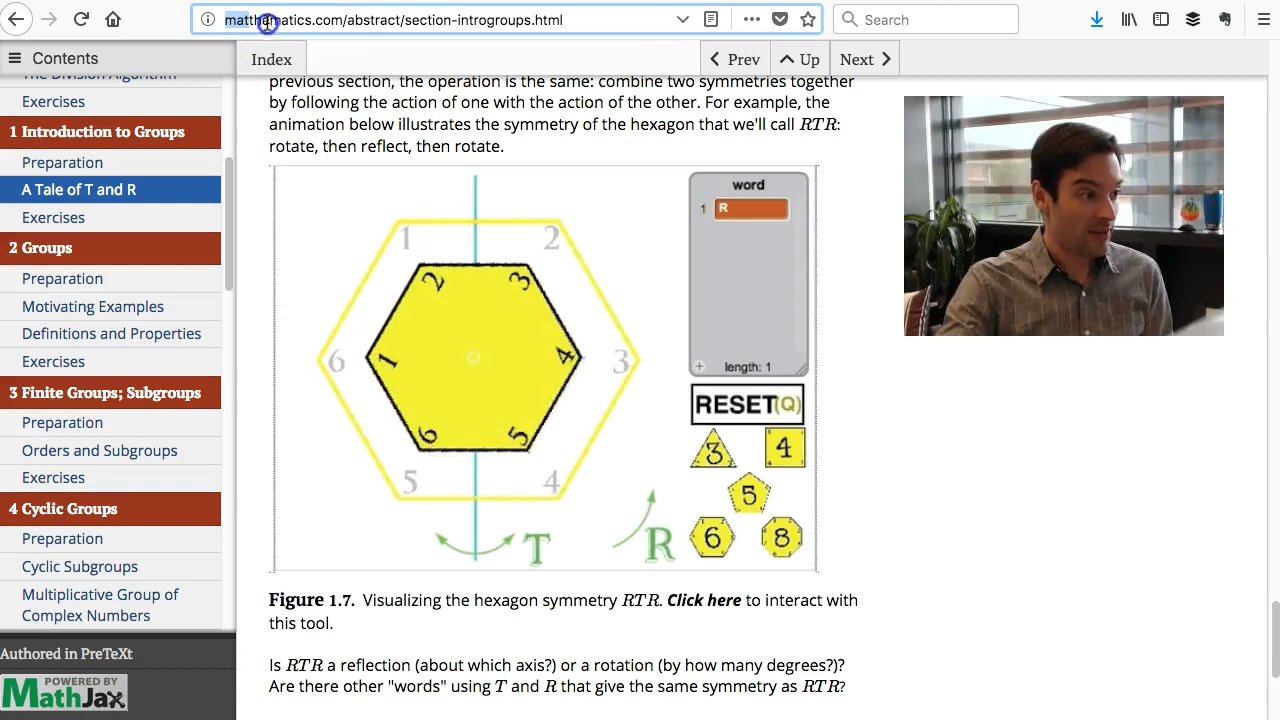 matthematics.com/abstract/section-introgroups.html
Search
Contents
Index
Prev
Up
Next
The Division Algorithm
Exercises
1 Introduction to Groups
Preparation
A Tale of T and R
Exercises
2 Groups
Preparation
Motivating Examples
Definitions and Properties
Exercises
3 Finite Groups; Subgroups
Preparation
Orders and Subgroups
Exercises
4 Cyclic Groups
Preparation
Cyclic Subgroups
Multiplicative Group of
Complex Numbers
Authored in PreTeXt
POWERED BY
MathJax
previous section, the operation is the same: combine two symmetries together
by following the action of one with the action of the other. For example, the
animation below illustrates the symmetry of the hexagon that we'll call RTR:
rotate, then reflect, then rotate.
1 2
2 3
6 1 4 3
6 5
5 4
T R
word
1 R
+ length: 1
RESET(Q)
3 4
5
6 8
Figure 1.7. Visualizing the hexagon symmetry RTR. Click here to interact with
this tool.
Is RTR a reflection (about which axis?) or a rotation (by how many degrees?)?
Are there other "words" using T and R that give the same symmetry as RTR?